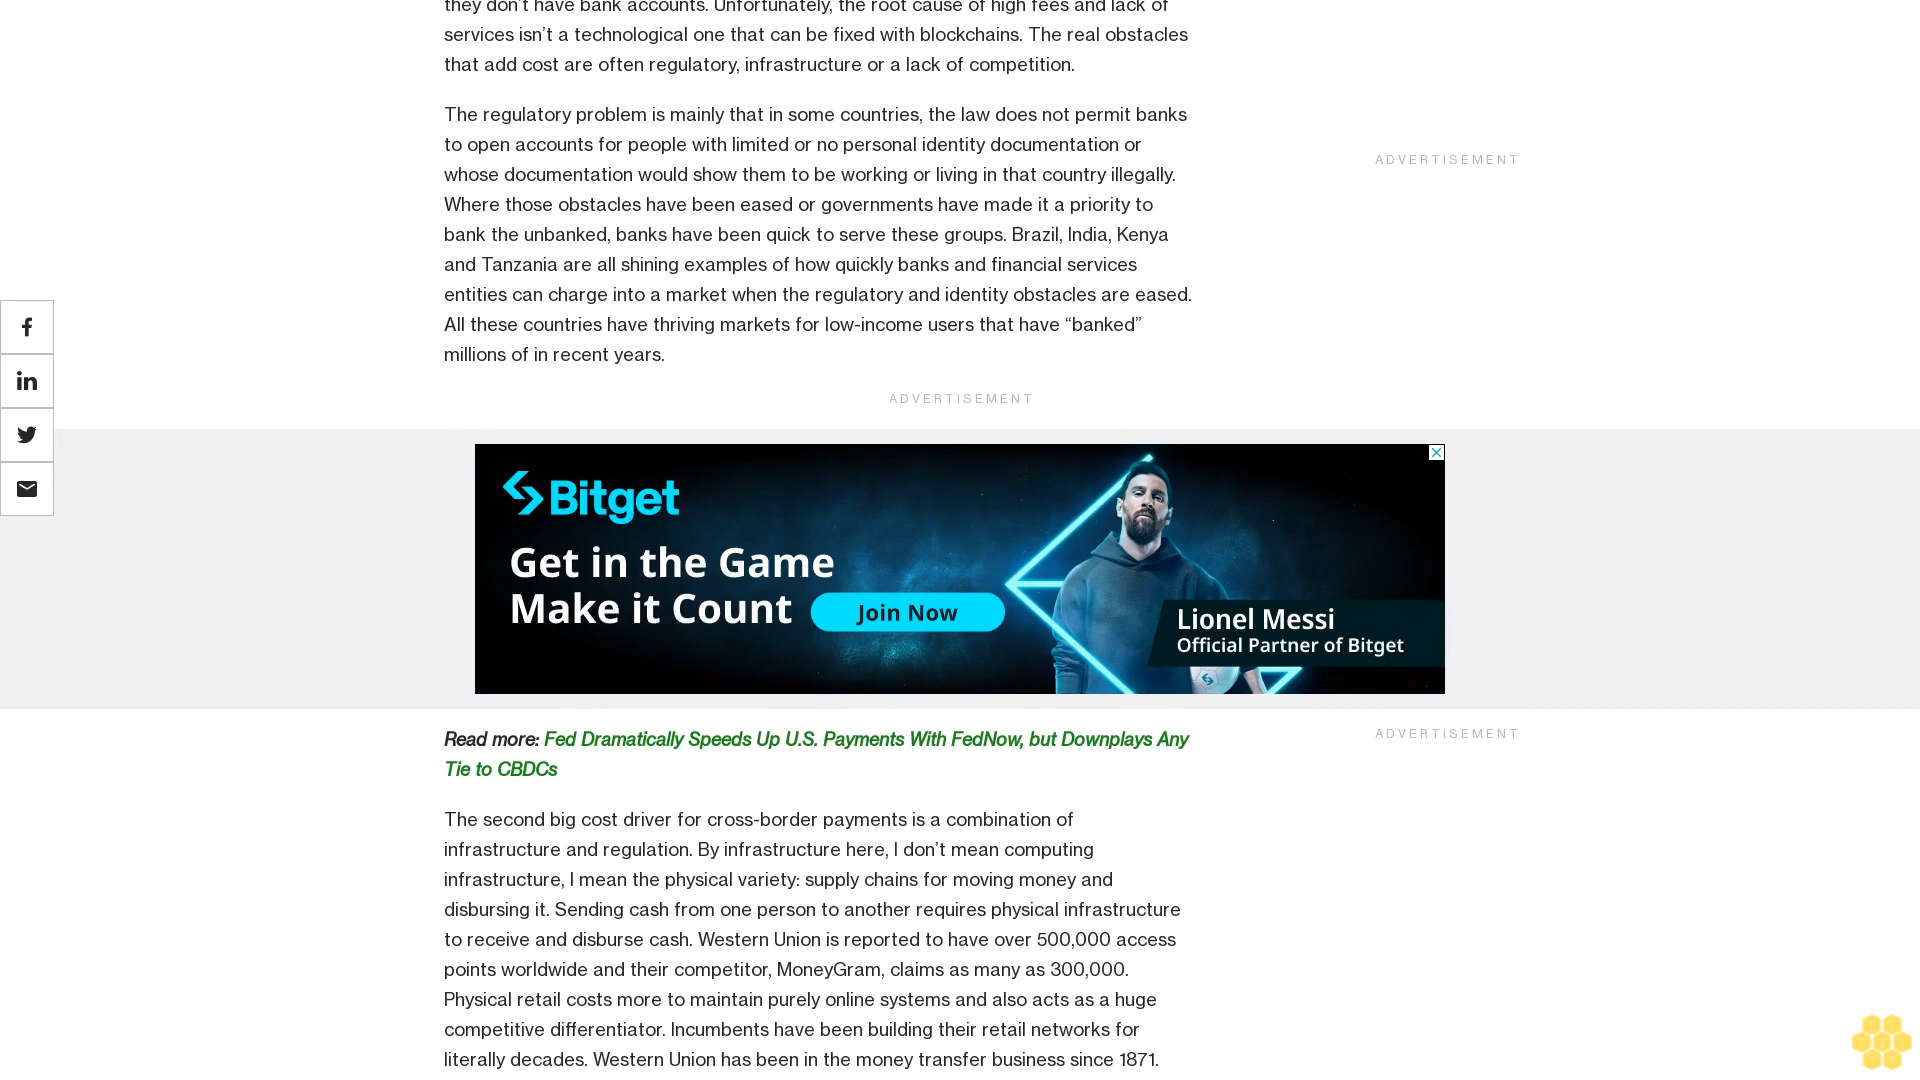 they don’t have bank accounts. Unfortunately, the root cause of high fees and lack of
services isn’t a technological one that can be fixed with blockchains. The real obstacles
that add cost are often regulatory, infrastructure or a lack of competition.
The regulatory problem is mainly that in some countries, the law does not permit banks
to open accounts for people with limited or no personal identity documentation or
whose documentation would show them to be working or living in that country illegally.
Where those obstacles have been eased or governments have made it a priority to
bank the unbanked, banks have been quick to serve these groups. Brazil, India, Kenya
and Tanzania are all shining examples of how quickly banks and financial services
entities can charge into a market when the regulatory and identity obstacles are eased.
All these countries have thriving markets for low-income users that have “banked”
millions of in recent years.
ADVERTISEMENT
ADVERTISEMENT
Bitget
Get in the Game
Make it Count
Join Now
Lionel Messi
Official Partner of Bitget
Read more: Fed Dramatically Speeds Up U.S. Payments With FedNow, but Downplays Any
Tie to CBDCs
ADVERTISEMENT
The second big cost driver for cross-border payments is a combination of
infrastructure and regulation. By infrastructure here, I don’t mean computing
infrastructure, I mean the physical variety: supply chains for moving money and
disbursing it. Sending cash from one person to another requires physical infrastructure
to receive and disburse cash. Western Union is reported to have over 500,000 access
points worldwide and their competitor, MoneyGram, claims as many as 300,000.
Physical retail costs more to maintain purely online systems and also acts as a huge
competitive differentiator. Incumbents have been building their retail networks for
literally decades. Western Union has been in the money transfer business since 1871.